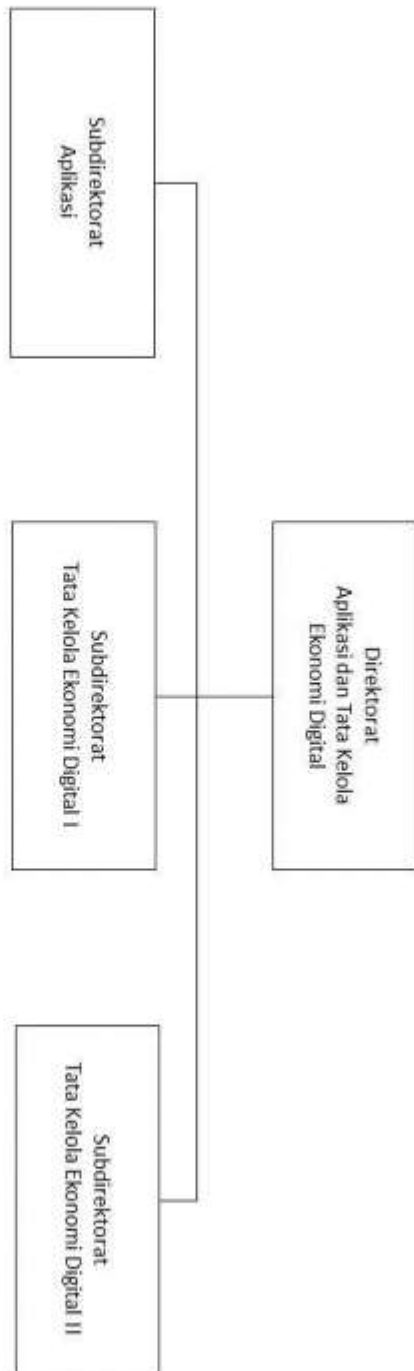 Direktorat
Aplikasi dan Tata Kelola
Ekonomi Digital
Subdirektorat
Aplikasi
Subdirektorat
Tata Kelola Ekonomi Digital I
Subdirektorat
Tata Kelola Ekonomi Digital II